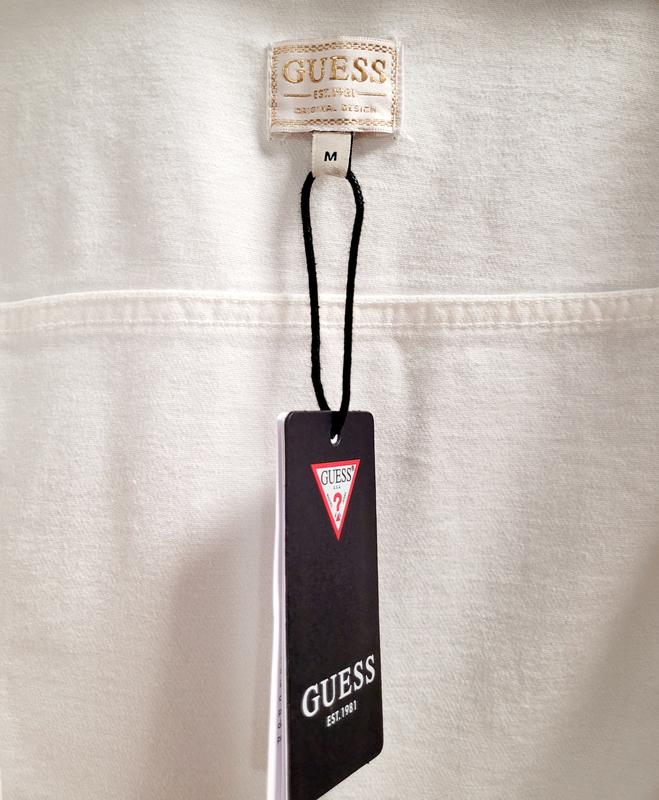 GUESS
EST. 1981
ORIGINAL DESIGN
M
GUESS®
U.S.A.
?
GUESS
EST. 1981